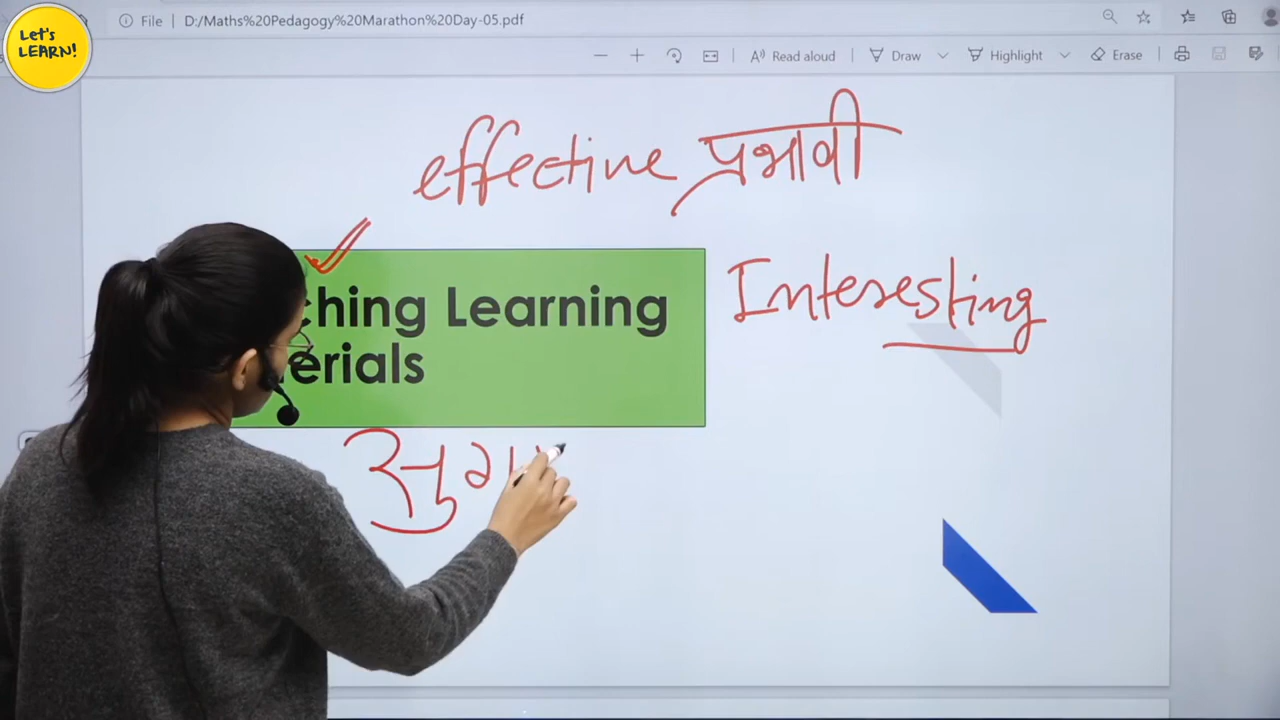 Let's
LEARN!
File | D:/Maths%20Pedagogy%20Marathon%20Day-05.pdf
Read aloud Draw Highlight Erase
effective प्रभावी
ching Learning
erials
Interesting